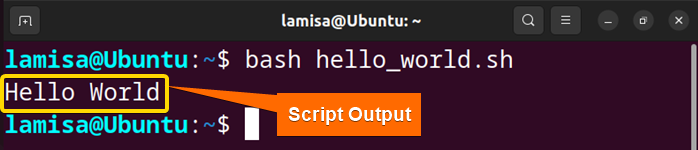 lamisa@Ubuntu: ~
lamisa@Ubuntu:~$ bash hello_world.sh
Hello World
Script Output
lamisa@Ubuntu:~$